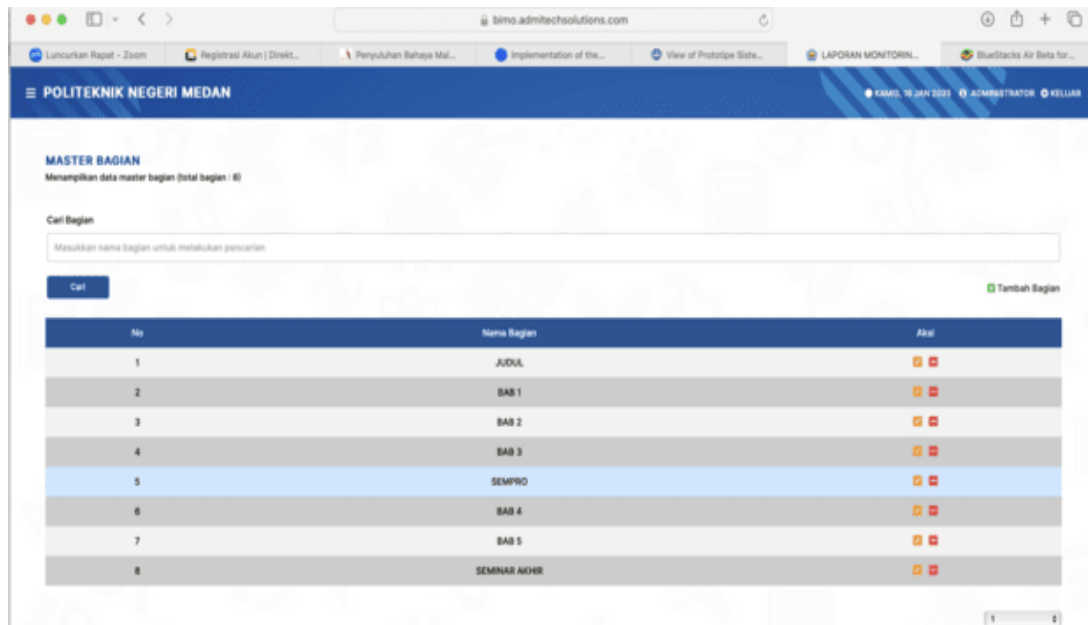 bimo.admitechsolutions.com
Luncurkan Rapat - Zoom Registrasi Akun | Direkt... Penyuluhan Bahaya Mal... Implementation of the... View of Prototipe Siste... LAPORAN MONITORIN... BlueStacks Air Beta for...
POLITEKNIK NEGERI MEDAN KAMIS, 16 JAN 2025 ADMINISTRATOR KELUAR
MASTER BAGIAN
Menampilkan data master bagian (total bagian : 8)
Cari Bagian
Masukkan nama bagian untuk melakukan pencarian
Cari Tambah Bagian
No Nama Bagian Aksi
1 JUDUL
2 BAB 1
3 BAB 2
4 BAB 3
5 SEMPRO
6 BAB 4
7 BAB 5
8 SEMINAR AKHIR
1